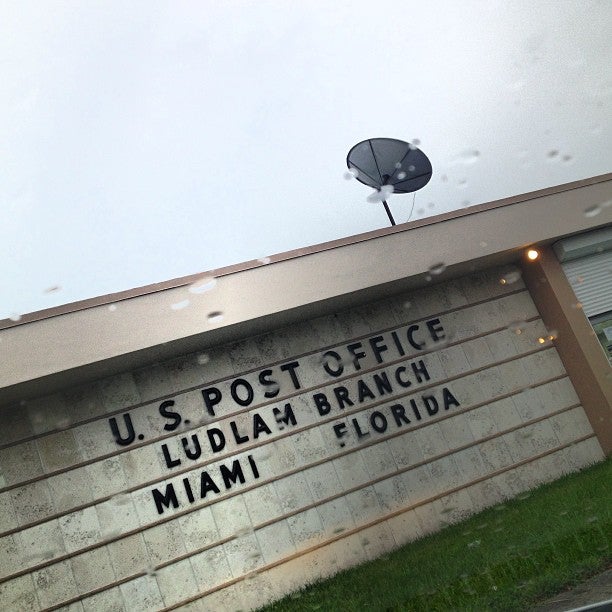 U. S. POST OFFICE
LUDLAM BRANCH
MIAMI FLORIDA